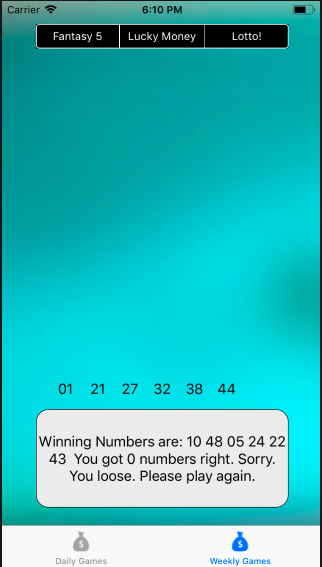 Carrier 6:10 PM
Fantasy 5 Lucky Money Lotto!
01 21 27 32 38 44
Winning Numbers are: 10 48 05 24 22
43 You got 0 numbers right. Sorry.
You loose. Please play again.
$ $
Daily Games Weekly Games